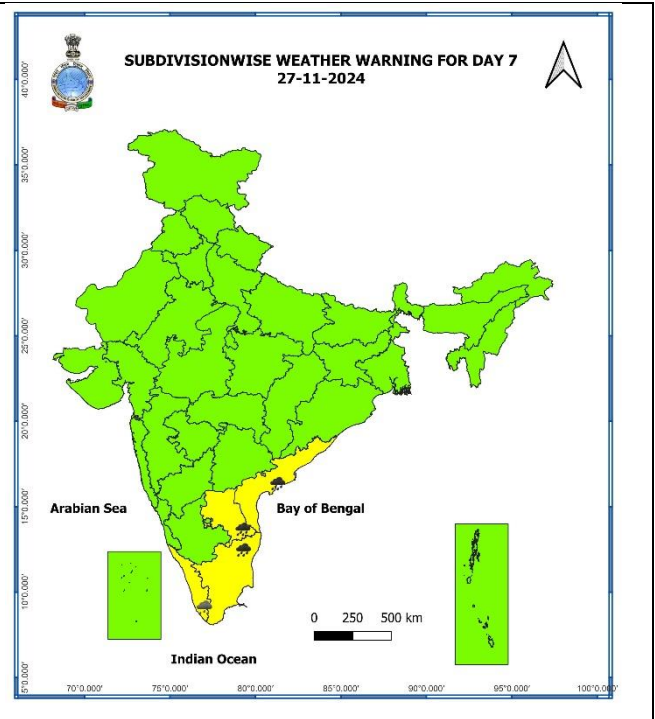 SUBDIVISIONWISE WEATHER WARNING FOR DAY 7
27-11-2024
40°0.000'
35°0.000'
30°0.000'
25°0.000'
20°0.000'
15°0.000'
10°0.000'
5°0.000'
Arabian Sea
Bay of Bengal
0 250 500 km
Indian Ocean
70°0.000' 75°0.000' 80°0.000' 85°0.000' 90°0.000' 95°0.000' 100°0.000'